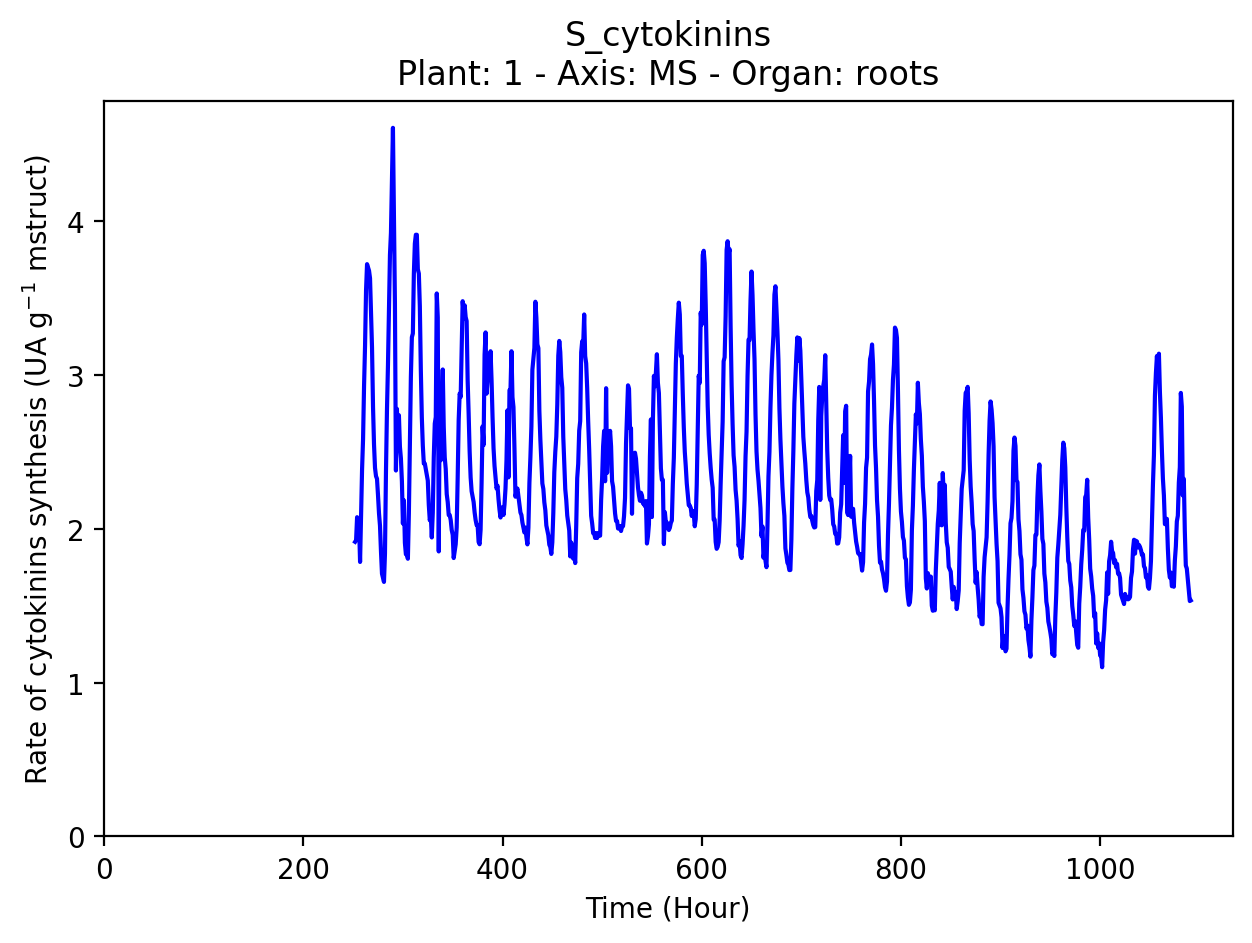 S_cytokinins
Plant: 1 - Axis: MS - Organ: roots
Rate of cytokinins synthesis (UA g⁻¹ mstruct)
4
3
2
1
0
0 200 400 600 800 1000
Time (Hour)